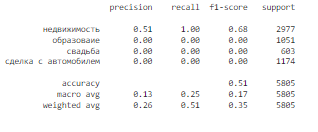 precision recall f1-score support
недвижимость 0.51 1.00 0.68 2977
образование 0.00 0.00 0.00 1051
свадьба 0.00 0.00 0.00 603
сделка с автомобилем 0.00 0.00 0.00 1174
accuracy 0.51 5805
macro avg 0.13 0.25 0.17 5805
weighted avg 0.26 0.51 0.35 5805